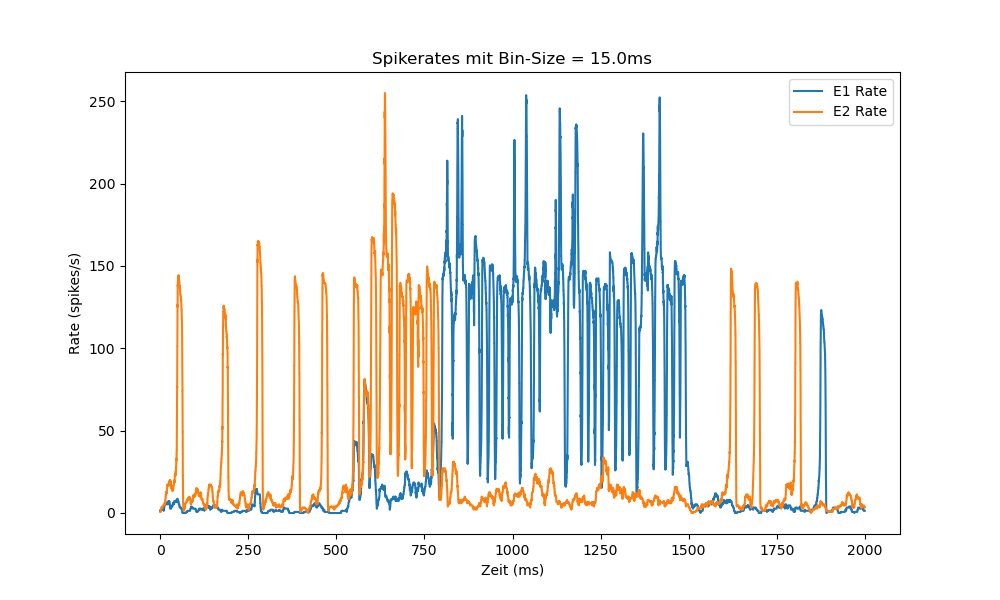 Spikerates mit Bin-Size = 15.0ms
E1 Rate
E2 Rate
Rate (spikes/s)
250
200
150
100
50
0
0 250 500 750 1000 1250 1500 1750 2000
Zeit (ms)